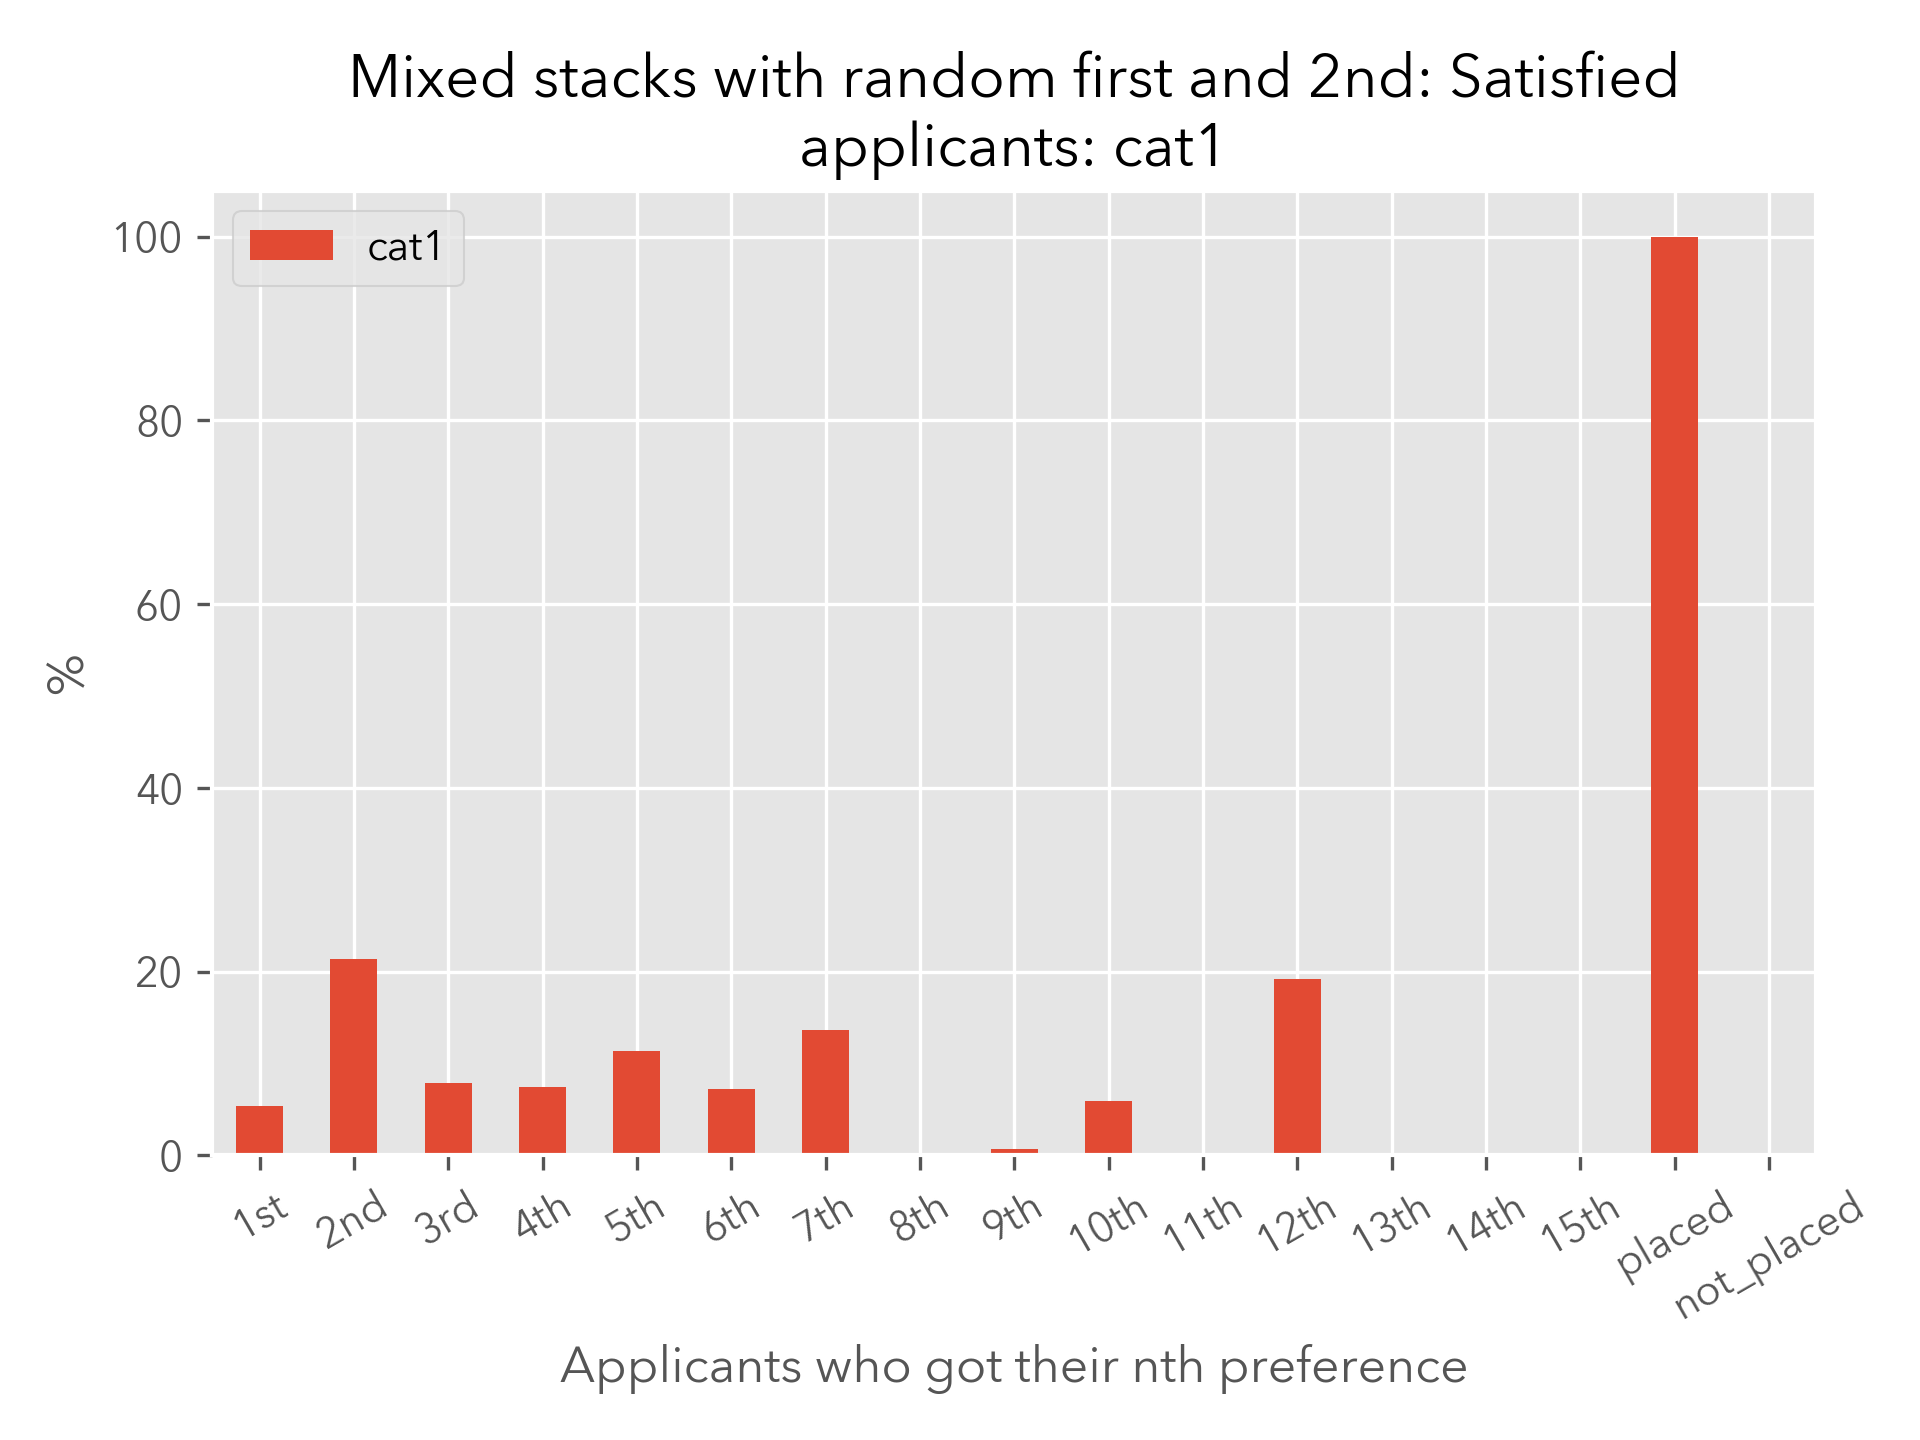 Mixed stacks with random first and 2nd: Satisfied
applicants: cat1
cat1
100
80
60
40
20
0
%
1st 2nd 3rd 4th 5th 6th 7th 8th 9th 10th 11th 12th 13th 14th 15th placed not_placed
Applicants who got their nth preference